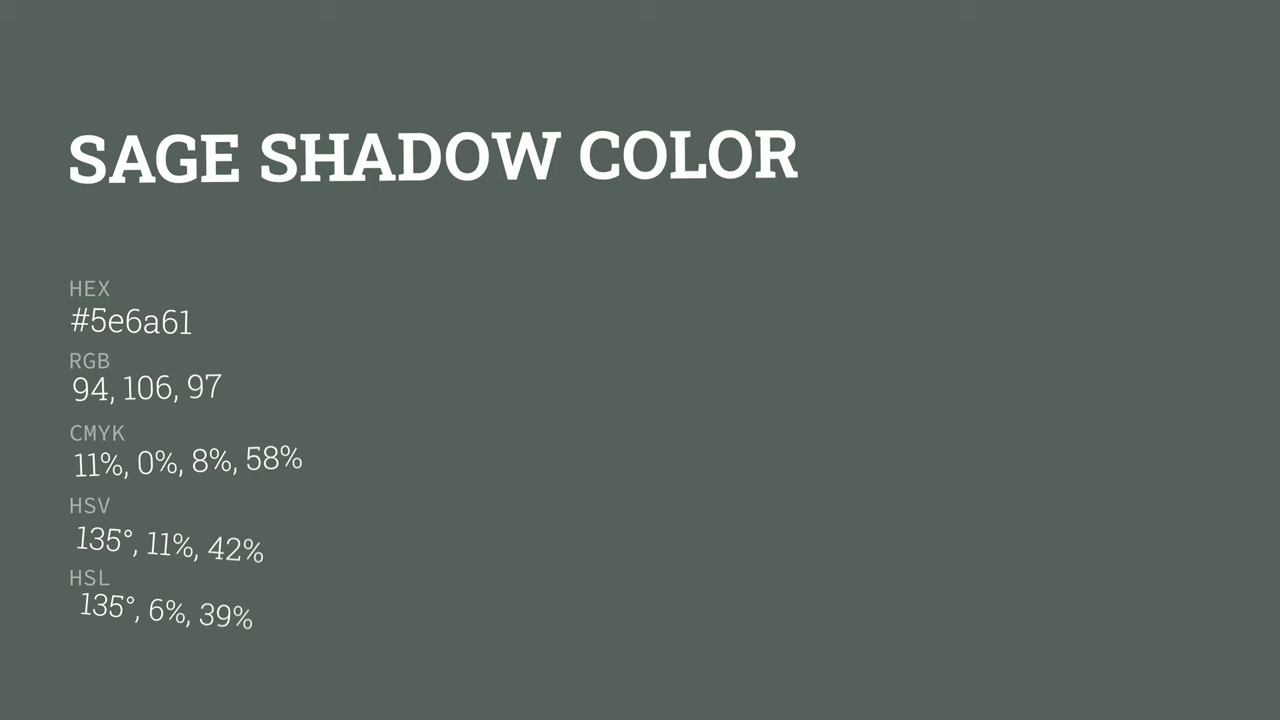 SAGE SHADOW COLOR
HEX
#5e6a61
RGB
94, 106, 97
CMYK
11%, 0%, 8%, 58%
HSV
135°, 11%, 42%
HSL
135°, 6%, 39%